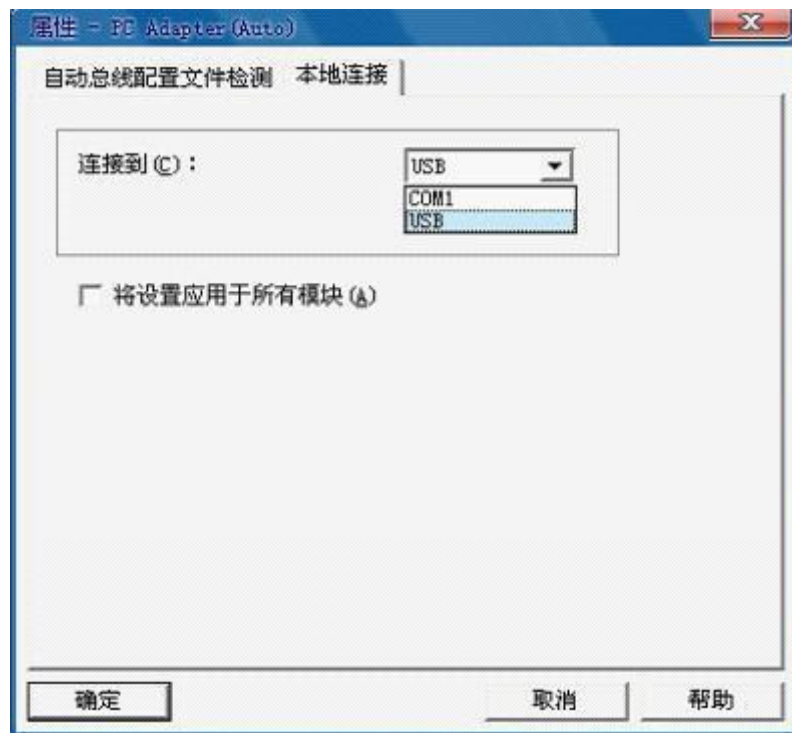 属性 - PC Adapter(Auto)
自动总线配置文件检测 本地连接
连接到(C)： USB
COM1
USB
将设置应用于所有模块(A)
确定 取消 帮助